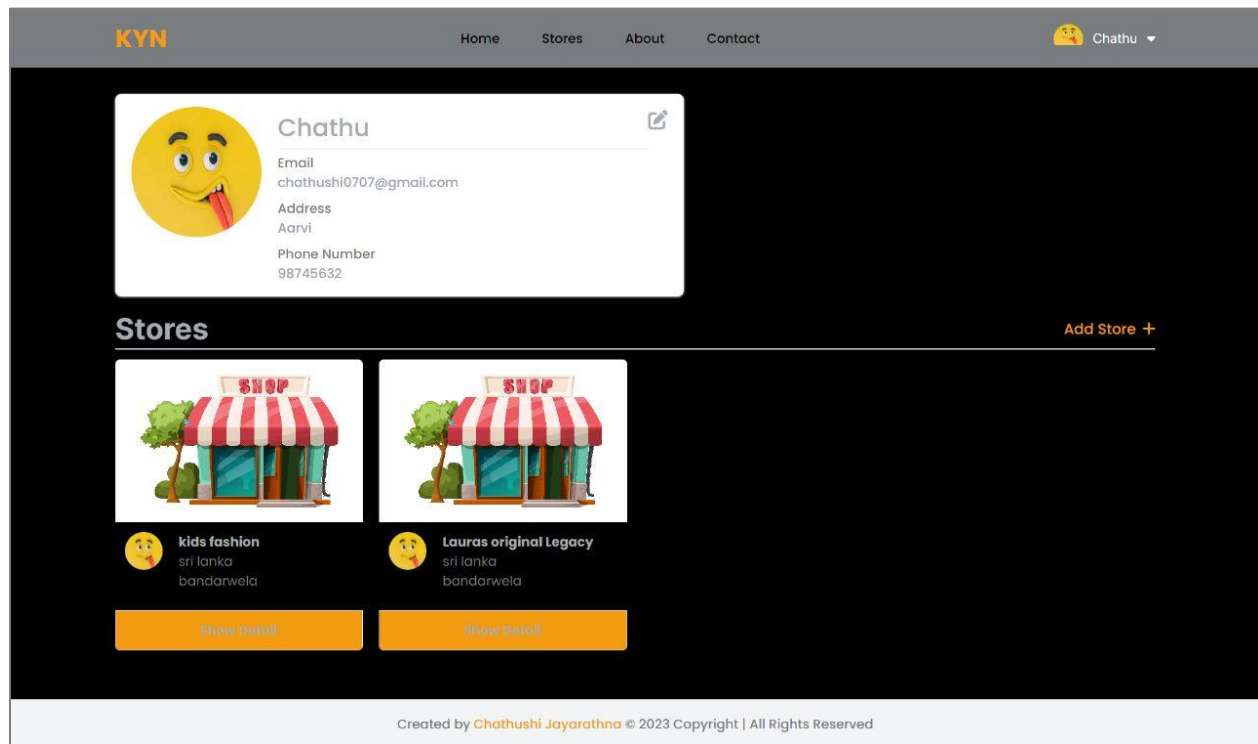 KYN
Home Stores About Contact
Chathu
Chathu
Email
chathushi0707@gmail.com
Address
Aarvi
Phone Number
98745632
Stores
Add Store +
SHOP
SHOP
kids fashion
sri lanka
bandarwela
Lauras original Legacy
sri lanka
bandarwela
Show Detail
Show Detail
Created by Chathushi Jayarathna © 2023 Copyright | All Rights Reserved